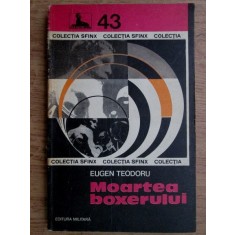 43
COLECȚIA SFINX COLECȚIA SFINX COLECȚIA
COLECȚIA SFINX COLECȚIA SFINX COLECȚIA
EUGEN TEODORU
Moartea
boxerului
EDITURA MILITARĂ